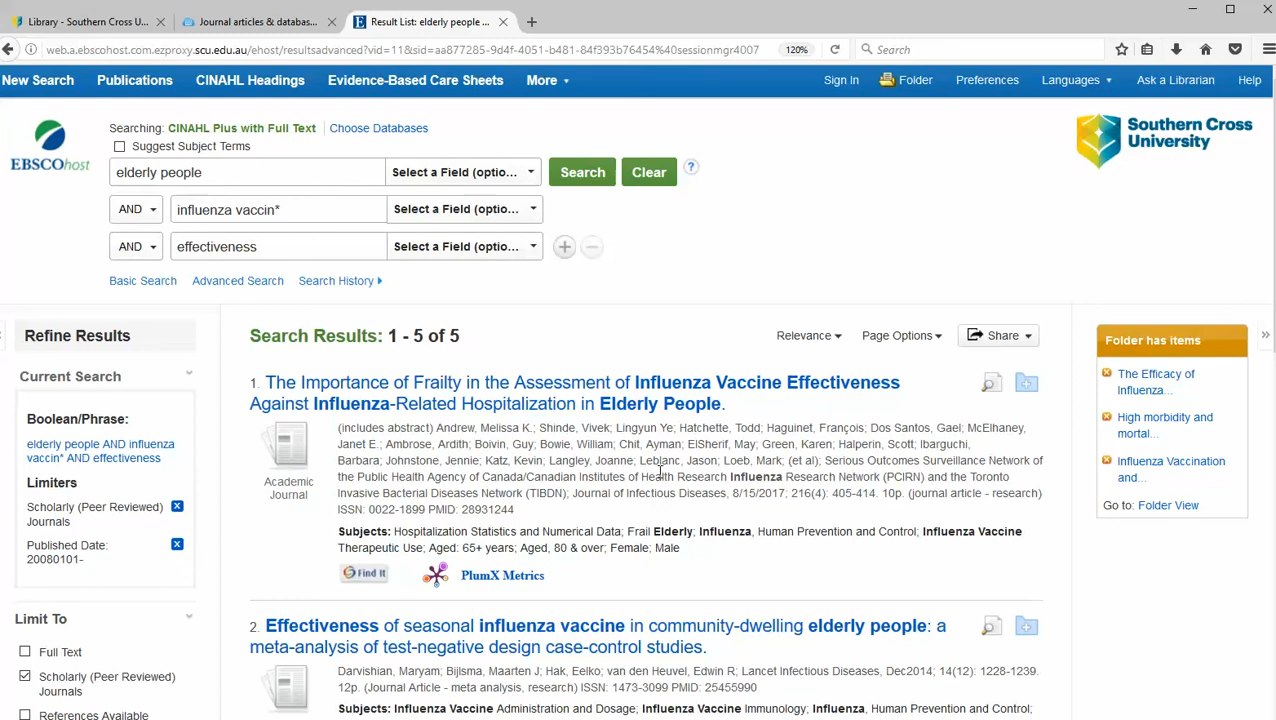 Library - Southern Cross U...
Journal articles & databas...
Result List: elderly people ...
web.a.ebscohost.com.ezproxy.scu.edu.au/ehost/resultsadvanced?vid=11&sid=aa877285-9d4f-4051-b481-84f393b76454%40sessionmgr4007
120%
Search
New Search Publications CINAHL Headings Evidence-Based Care Sheets More
Sign In Folder Preferences Languages Ask a Librarian Help
EBSCOhost
Searching: CINAHL Plus with Full Text Choose Databases
Suggest Subject Terms
elderly people Select a Field (optio... Search Clear ?
AND influenza vaccin* Select a Field (optio...
AND effectiveness Select a Field (optio...
Basic Search Advanced Search Search History
Southern Cross
University
Refine Results
Current Search
Boolean/Phrase:
elderly people AND influenza
vaccin* AND effectiveness
Limiters
Scholarly (Peer Reviewed)
Journals
Published Date:
20080101-
Limit To
Full Text
Scholarly (Peer Reviewed)
Journals
References Available
Search Results: 1 - 5 of 5
Relevance Page Options Share
1. The Importance of Frailty in the Assessment of Influenza Vaccine Effectiveness
Against Influenza-Related Hospitalization in Elderly People.
Academic
Journal
(includes abstract) Andrew, Melissa K.; Shinde, Vivek; Lingyun Ye; Hatchette, Todd; Haguinet, François; Dos Santos, Gael; McElhaney,
Janet E.; Ambrose, Ardith; Boivin, Guy; Bowie, William; Chit, Ayman; ElSherif, May; Green, Karen; Halperin, Scott; Ibarguchi,
Barbara; Johnstone, Jennie; Katz, Kevin; Langley, Joanne; Leblanc, Jason; Loeb, Mark; (et al); Serious Outcomes Surveillance Network of
the Public Health Agency of Canada/Canadian Institutes of Health Research Influenza Research Network (PCIRN) and the Toronto
Invasive Bacterial Diseases Network (TIBDN); Journal of Infectious Diseases, 8/15/2017; 216(4): 405-414. 10p. (journal article - research)
ISSN: 0022-1899 PMID: 28931244
Subjects: Hospitalization Statistics and Numerical Data; Frail Elderly; Influenza, Human Prevention and Control; Influenza Vaccine
Therapeutic Use; Aged: 65+ years; Aged, 80 & over; Female; Male
Find It PlumX Metrics
2. Effectiveness of seasonal influenza vaccine in community-dwelling elderly people: a
meta-analysis of test-negative design case-control studies.
Darvishian, Maryam; Bijlsma, Maarten J; Hak, Eelko; van den Heuvel, Edwin R; Lancet Infectious Diseases, Dec2014; 14(12): 1228-1239.
12p. (Journal Article - meta analysis, research) ISSN: 1473-3099 PMID: 25455990
Subjects: Influenza Vaccine Administration and Dosage; Influenza Vaccine Immunology; Influenza, Human Prevention and Control;
Folder has items
The Efficacy of
Influenza...
High morbidity and
mortal...
Influenza Vaccination
and...
Go to: Folder View